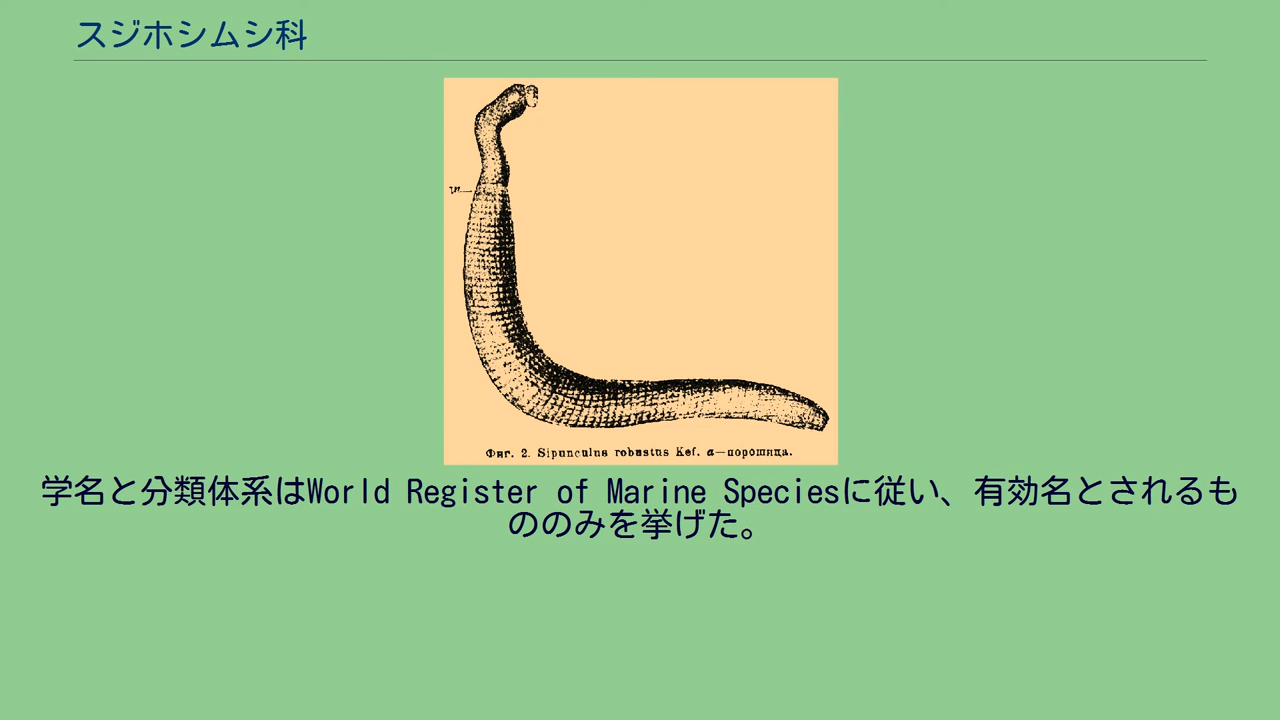 スジホシムシ科
Фиг. 2. Sipunculus robustus Kef. a—порошица.
学名と分類体系はWorld Register of Marine Speciesに従い、有効名とされるも
ののみを挙げた。